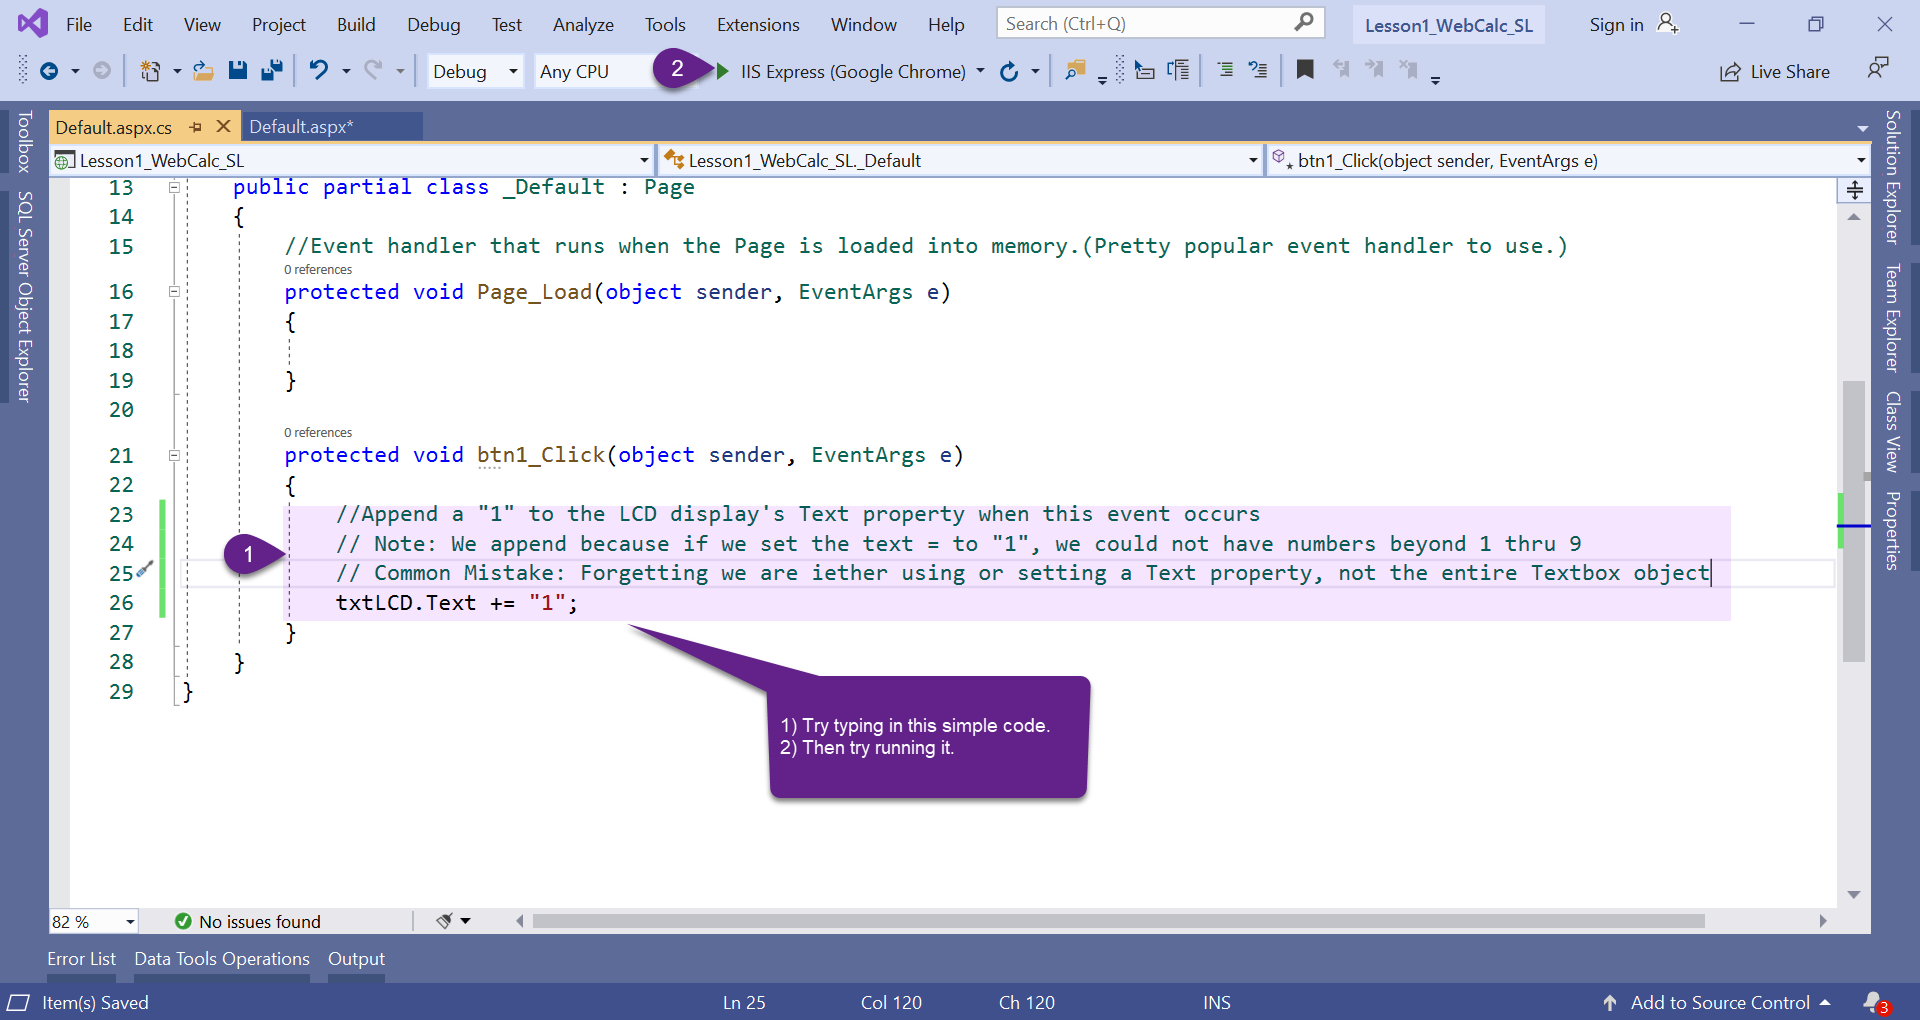 File Edit View Project Build Debug Test Analyze Tools Extensions Window Help Search (Ctrl+Q) Lesson1_WebCalc_SL Sign in
Debug Any CPU 2 IIS Express (Google Chrome) Live Share
Default.aspx.cs Default.aspx*
Lesson1_WebCalc_SL Lesson1_WebCalc_SL._Default btn1_Click(object sender, EventArgs e)
Toolbox
SQL Server Object Explorer
13 public partial class _Default : Page
14 {
15 //Event handler that runs when the Page is loaded into memory.(Pretty popular event handler to use.)
0 references
16 protected void Page_Load(object sender, EventArgs e)
17 {
18
19 }
20
0 references
21 protected void btn1_Click(object sender, EventArgs e)
22 {
23 //Append a "1" to the LCD display's Text property when this event occurs
24 // Note: We append because if we set the text = to "1", we could not have numbers beyond 1 thru 9
1
25 // Common Mistake: Forgetting we are iether using or setting a Text property, not the entire Textbox object
26 txtLCD.Text += "1";
27 }
28 }
29 }
1) Try typing in this simple code.
2) Then try running it.
Solution Explorer
Team Explorer
Class View
Properties
82 % No issues found
Error List Data Tools Operations Output
Item(s) Saved Ln 25 Col 120 Ch 120 INS Add to Source Control 3